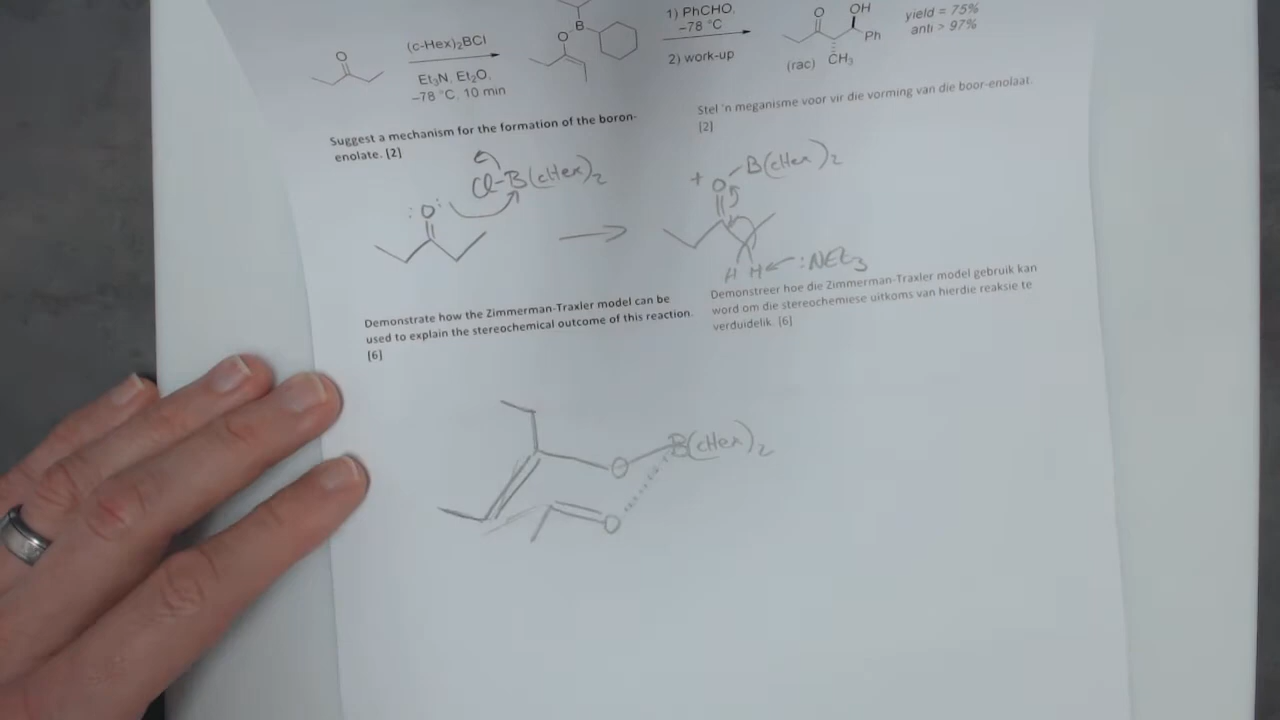 O
(c-Hex)₂BCl
Et₃N, Et₂O,
–78 °C, 10 min
B
O
1) PhCHO,
–78 °C
2) work-up
O OH
Ph
(rac) CH₃
yield = 75%
anti > 97%
Suggest a mechanism for the formation of the boron-
enolate. [2]
Stel 'n meganisme voor vir die vorming van die boor-enolaat.
[2]
Cl-B(cHex)₂
:O:
+ O-B(cHex)₂
H H :NEt₃
Demonstrate how the Zimmerman-Traxler model can be
used to explain the stereochemical outcome of this reaction.
[6]
Demonstreer hoe die Zimmerman-Traxler model gebruik kan
word om die stereochemiese uitkoms van hierdie reaksie te
verduidelik. [6]
O B(cHex)₂
O